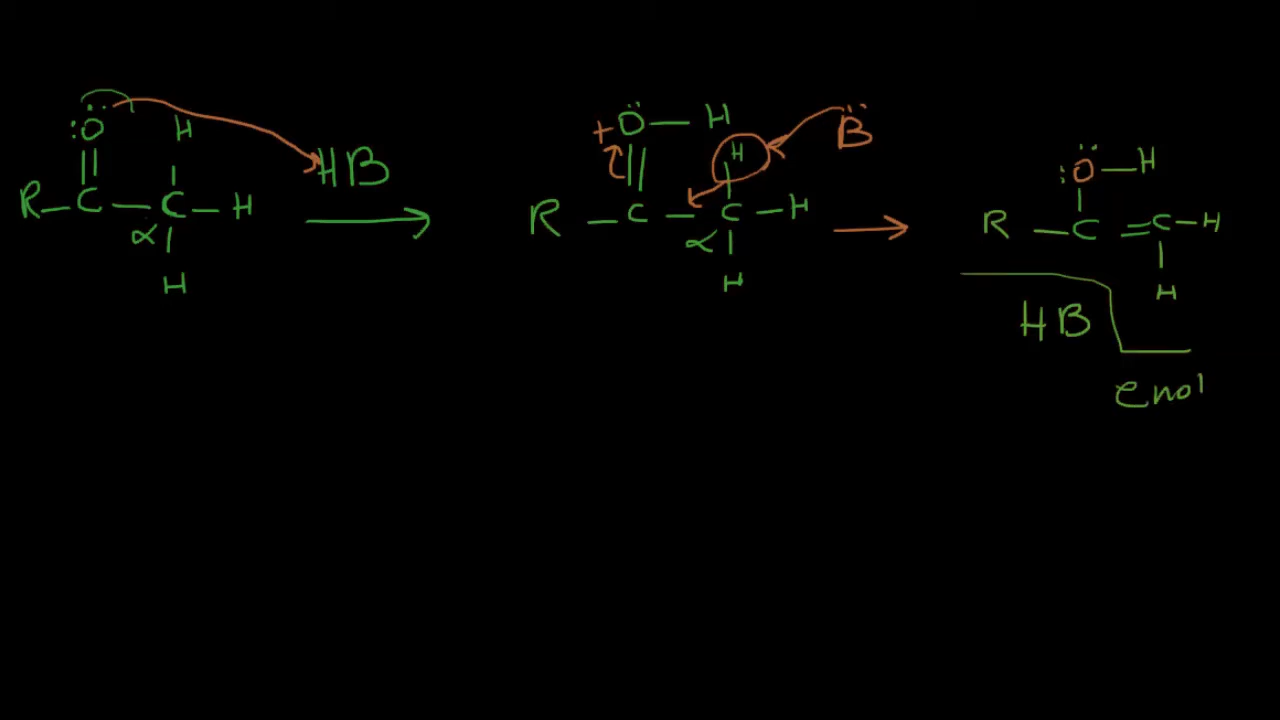 :Ö H HB
R–C–C–H
α
H
+Ö–H H B̈
R–C–C–H
α
H
:Ö–H
R–C=C–H
H
HB
enol